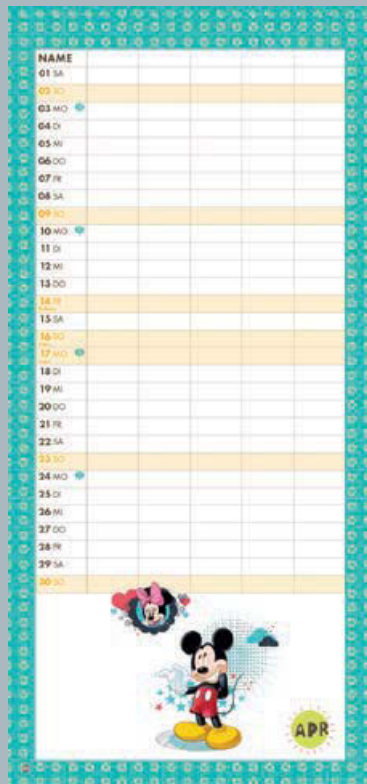 NAME
01 SA
02 SO
03 MO
04 DI
05 MI
06 DO
07 FR
08 SA
09 SO
10 MO
11 DI
12 MI
13 DO
14 FR
15 SA
16 SO
17 MO
18 DI
19 MI
20 DO
21 FR
22 SA
23 SO
24 MO
25 DI
26 MI
27 DO
28 FR
29 SA
30 SO
APR